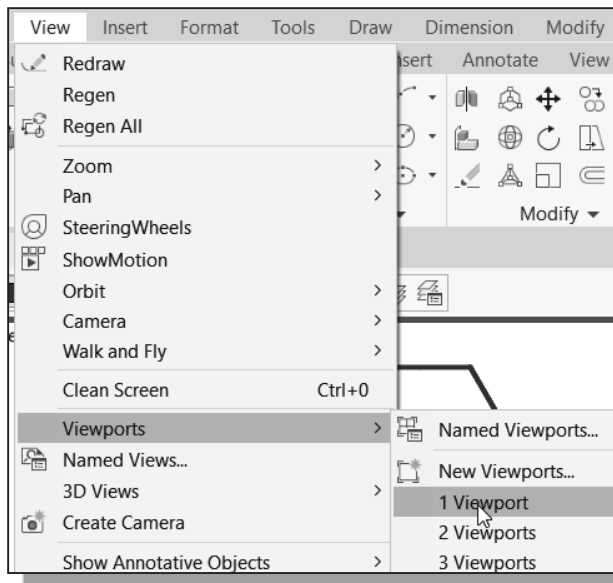 View Insert Format Tools Draw Dimension Modify
Annotate View
Redraw
Regen
Regen All
Zoom
Pan
SteeringWheels
Modify
ShowMotion
Orbit
Camera
Walk and Fly
Clean Screen Ctrl+0
Viewports
Named Viewports...
Named Views...
New Viewports...
3D Views
1 Viewport
Create Camera
2 Viewports
Show Annotative Objects
3 Viewports